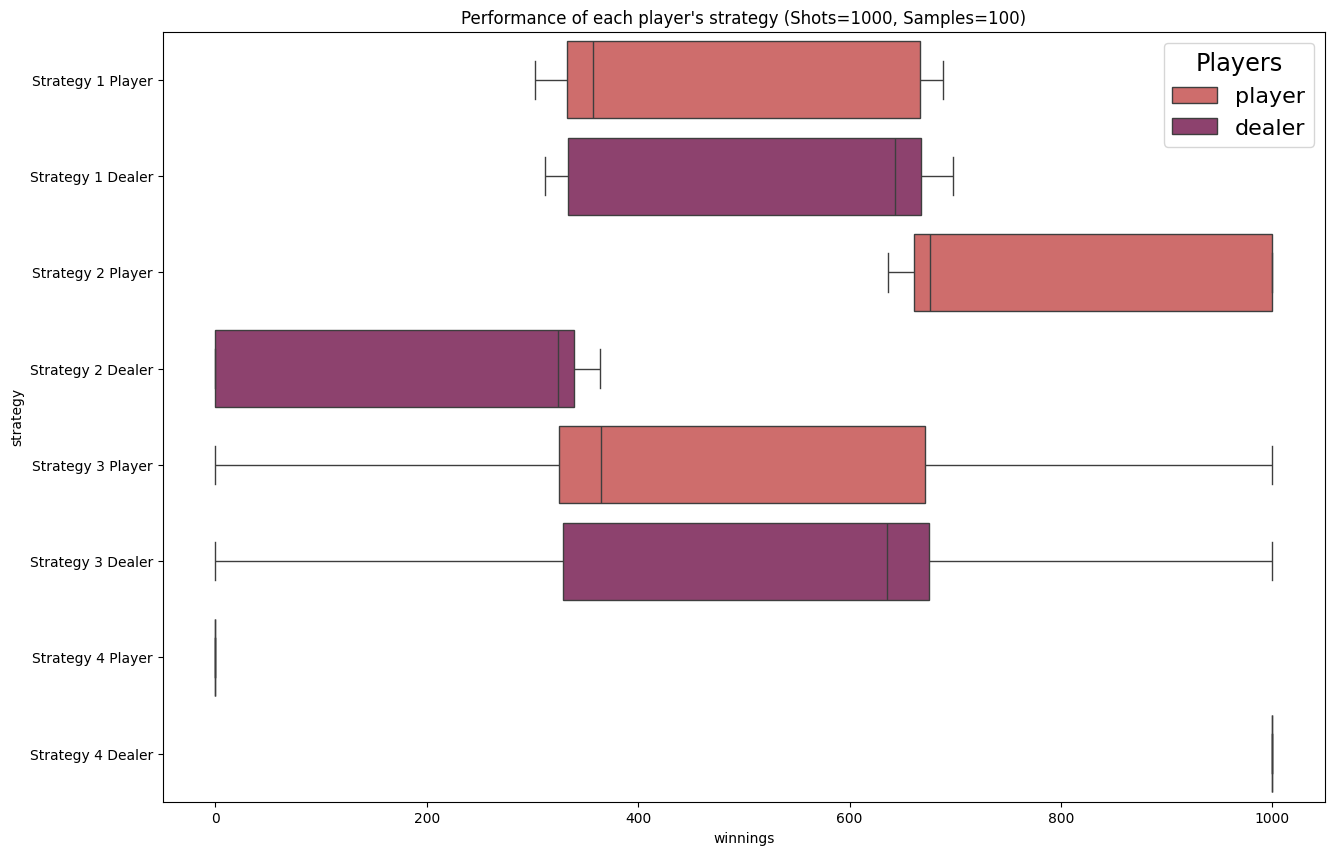 Performance of each player's strategy (Shots=1000, Samples=100)
Players
player
dealer
Strategy 1 Player
Strategy 1 Dealer
Strategy 2 Player
Strategy 2 Dealer
Strategy 3 Player
Strategy 3 Dealer
Strategy 4 Player
Strategy 4 Dealer
strategy
0 200 400 600 800 1000
winnings